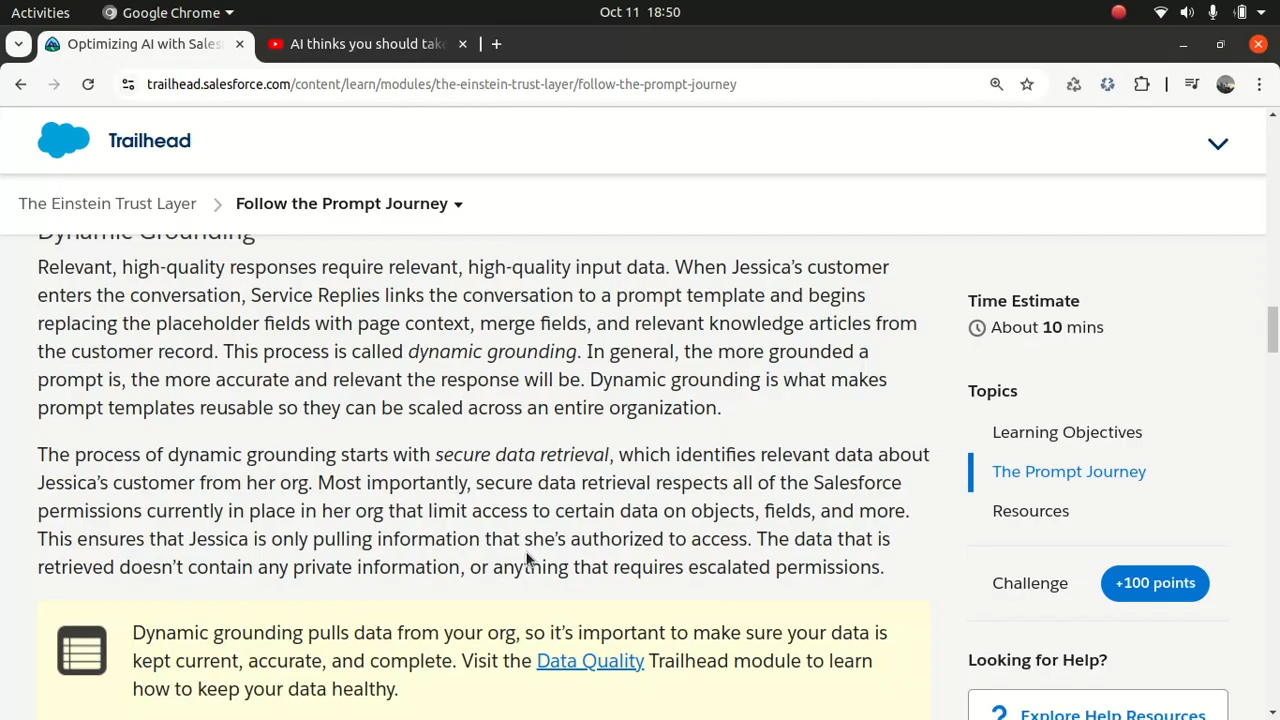 Activities
Google Chrome
Oct 11 18:50
Optimizing AI with Sales
AI thinks you should take
trailhead.salesforce.com/content/learn/modules/the-einstein-trust-layer/follow-the-prompt-journey
Trailhead
The Einstein Trust Layer > Follow the Prompt Journey
Dynamic Grounding
Relevant, high-quality responses require relevant, high-quality input data. When Jessica’s customer
enters the conversation, Service Replies links the conversation to a prompt template and begins
replacing the placeholder fields with page context, merge fields, and relevant knowledge articles from
the customer record. This process is called dynamic grounding. In general, the more grounded a
prompt is, the more accurate and relevant the response will be. Dynamic grounding is what makes
prompt templates reusable so they can be scaled across an entire organization.
The process of dynamic grounding starts with secure data retrieval, which identifies relevant data about
Jessica’s customer from her org. Most importantly, secure data retrieval respects all of the Salesforce
permissions currently in place in her org that limit access to certain data on objects, fields, and more.
This ensures that Jessica is only pulling information that she’s authorized to access. The data that is
retrieved doesn’t contain any private information, or anything that requires escalated permissions.
Dynamic grounding pulls data from your org, so it’s important to make sure your data is
kept current, accurate, and complete. Visit the Data Quality Trailhead module to learn
how to keep your data healthy.
Time Estimate
About 10 mins
Topics
Learning Objectives
The Prompt Journey
Resources
Challenge
+100 points
Looking for Help?
Explore Help Resources